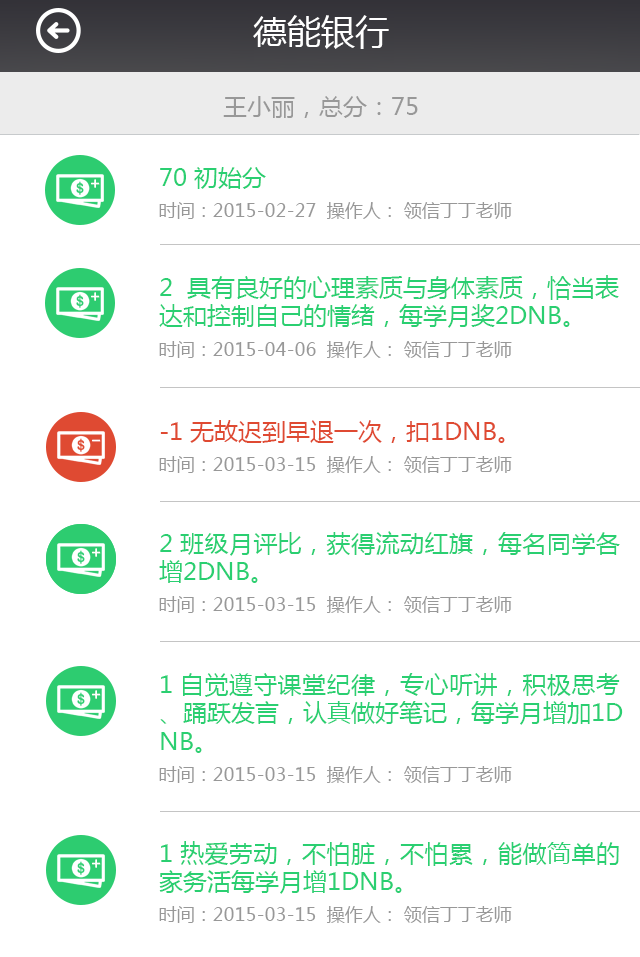 德能银行
王小丽，总分：75
70 初始分
时间：2015-02-27 操作人： 领信丁丁老师
2 具有良好的心理素质与身体素质，恰当表
达和控制自己的情绪，每学月奖2DNB。
时间：2015-04-06 操作人： 领信丁丁老师
-1 无故迟到早退一次，扣1DNB。
时间：2015-03-15 操作人： 领信丁丁老师
2 班级月评比，获得流动红旗，每名同学各
增2DNB。
时间：2015-03-15 操作人： 领信丁丁老师
1 自觉遵守课堂纪律，专心听讲，积极思考
、踊跃发言，认真做好笔记，每学月增加1D
NB。
时间：2015-03-15 操作人： 领信丁丁老师
1 热爱劳动，不怕脏，不怕累，能做简单的
家务活每学月增1DNB。
时间：2015-03-15 操作人： 领信丁丁老师